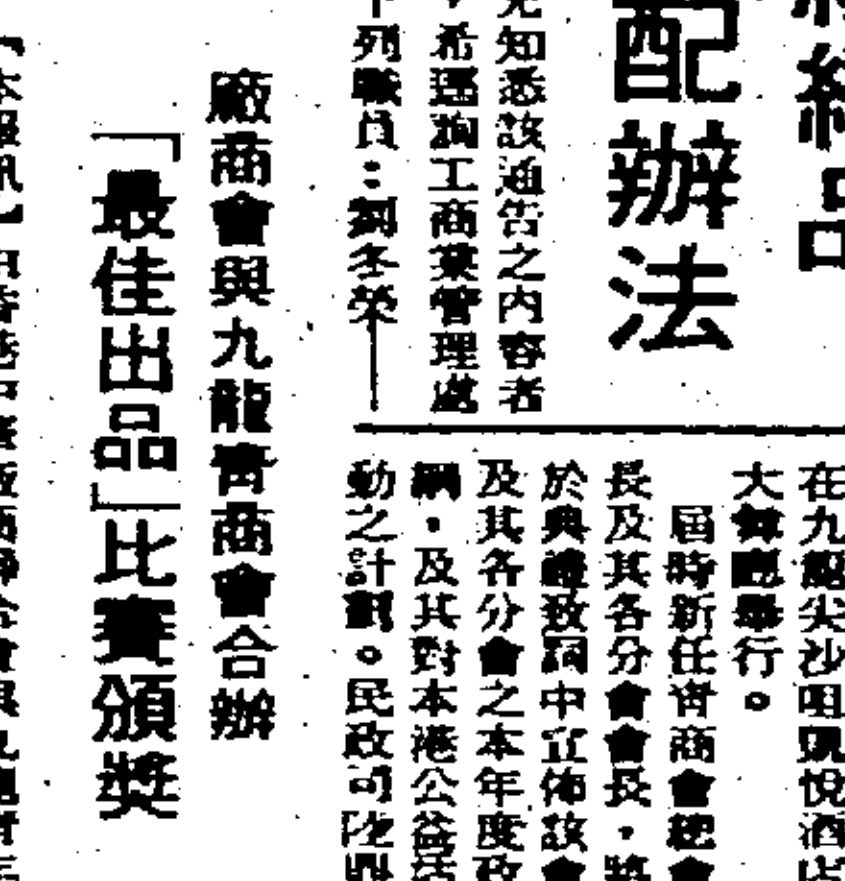 配辦法
知悉該通告之內容者
希逕詢工商業管理處
列職員：劉冬榮
在九龍尖沙咀凱悅酒店
大舞廳舉行。
屆時新任青商會總會
長及其各分會會長，將
於典禮致詞中宣佈該會
及其各分會之本年度政
綱，及其對本港公益活
動之計劃。民政司陸鼎
廠商會與九龍青商會合辦
「最佳出品」比賽頒獎